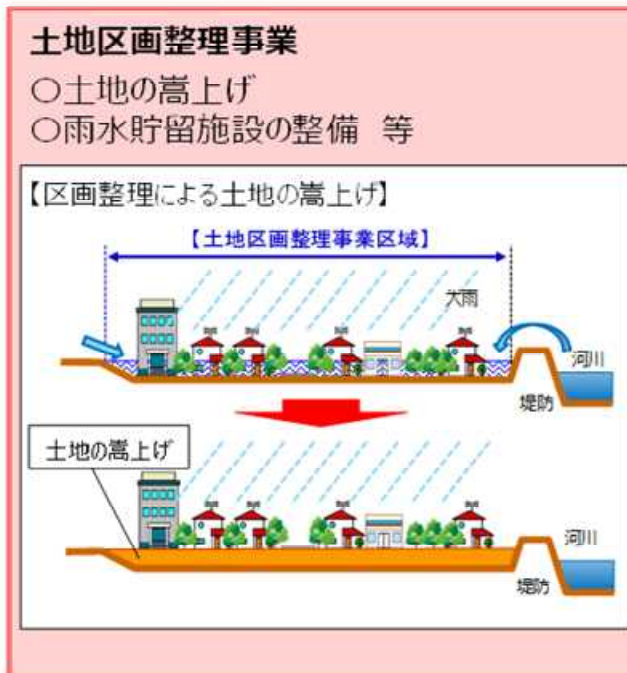 土地区画整理事業
○土地の嵩上げ
○雨水貯留施設の整備 等
【区画整理による土地の嵩上げ】
【土地区画整理事業区域】
大雨
河川
堤防
土地の嵩上げ
河川
堤防